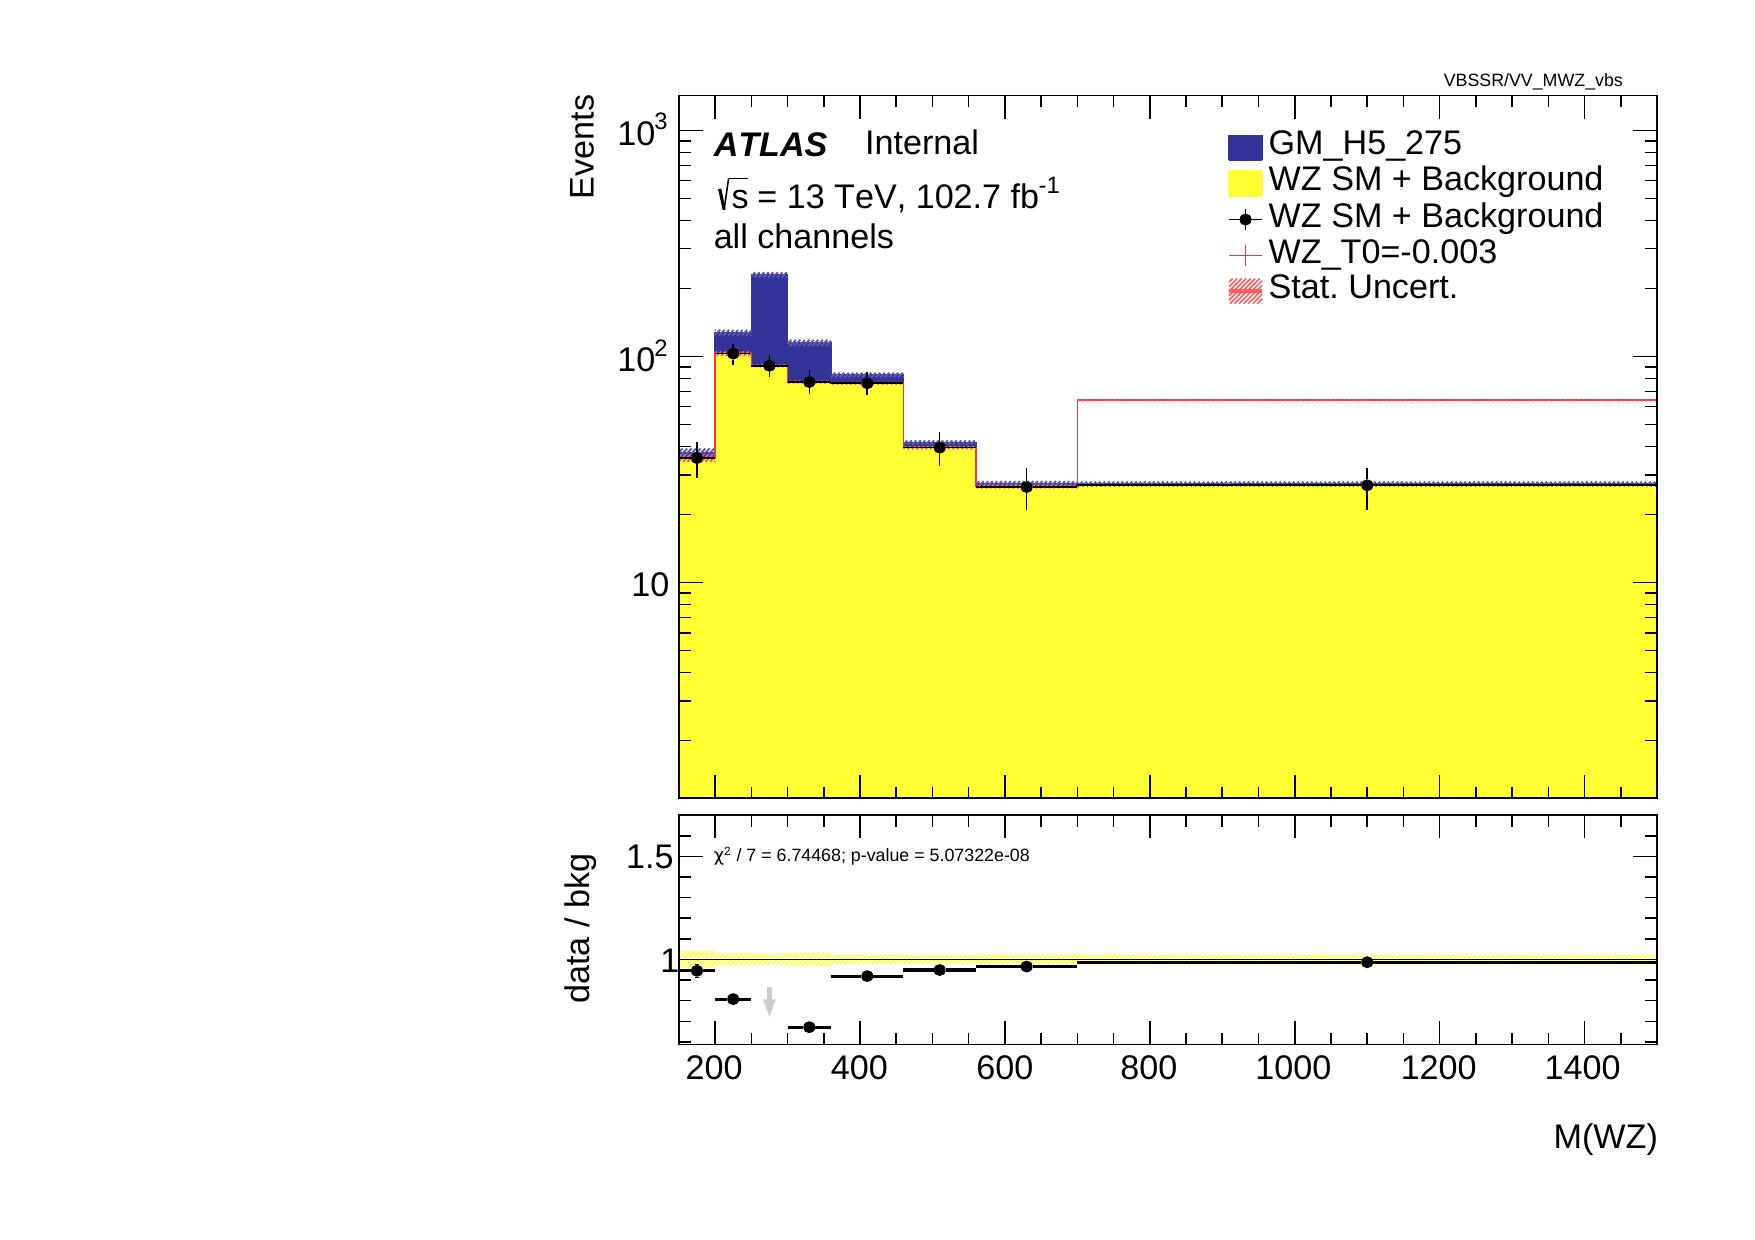 VBSSR/VV_MWZ_vbs
Events
10³
10²
10
ATLAS Internal
√s = 13 TeV, 102.7 fb⁻¹
all channels
GM_H5_275
WZ SM + Background
WZ SM + Background
WZ_T0=-0.003
Stat. Uncert.
data / bkg
1.5
1
χ² / 7 = 6.74468; p-value = 5.07322e-08
200 400 600 800 1000 1200 1400
M(WZ)